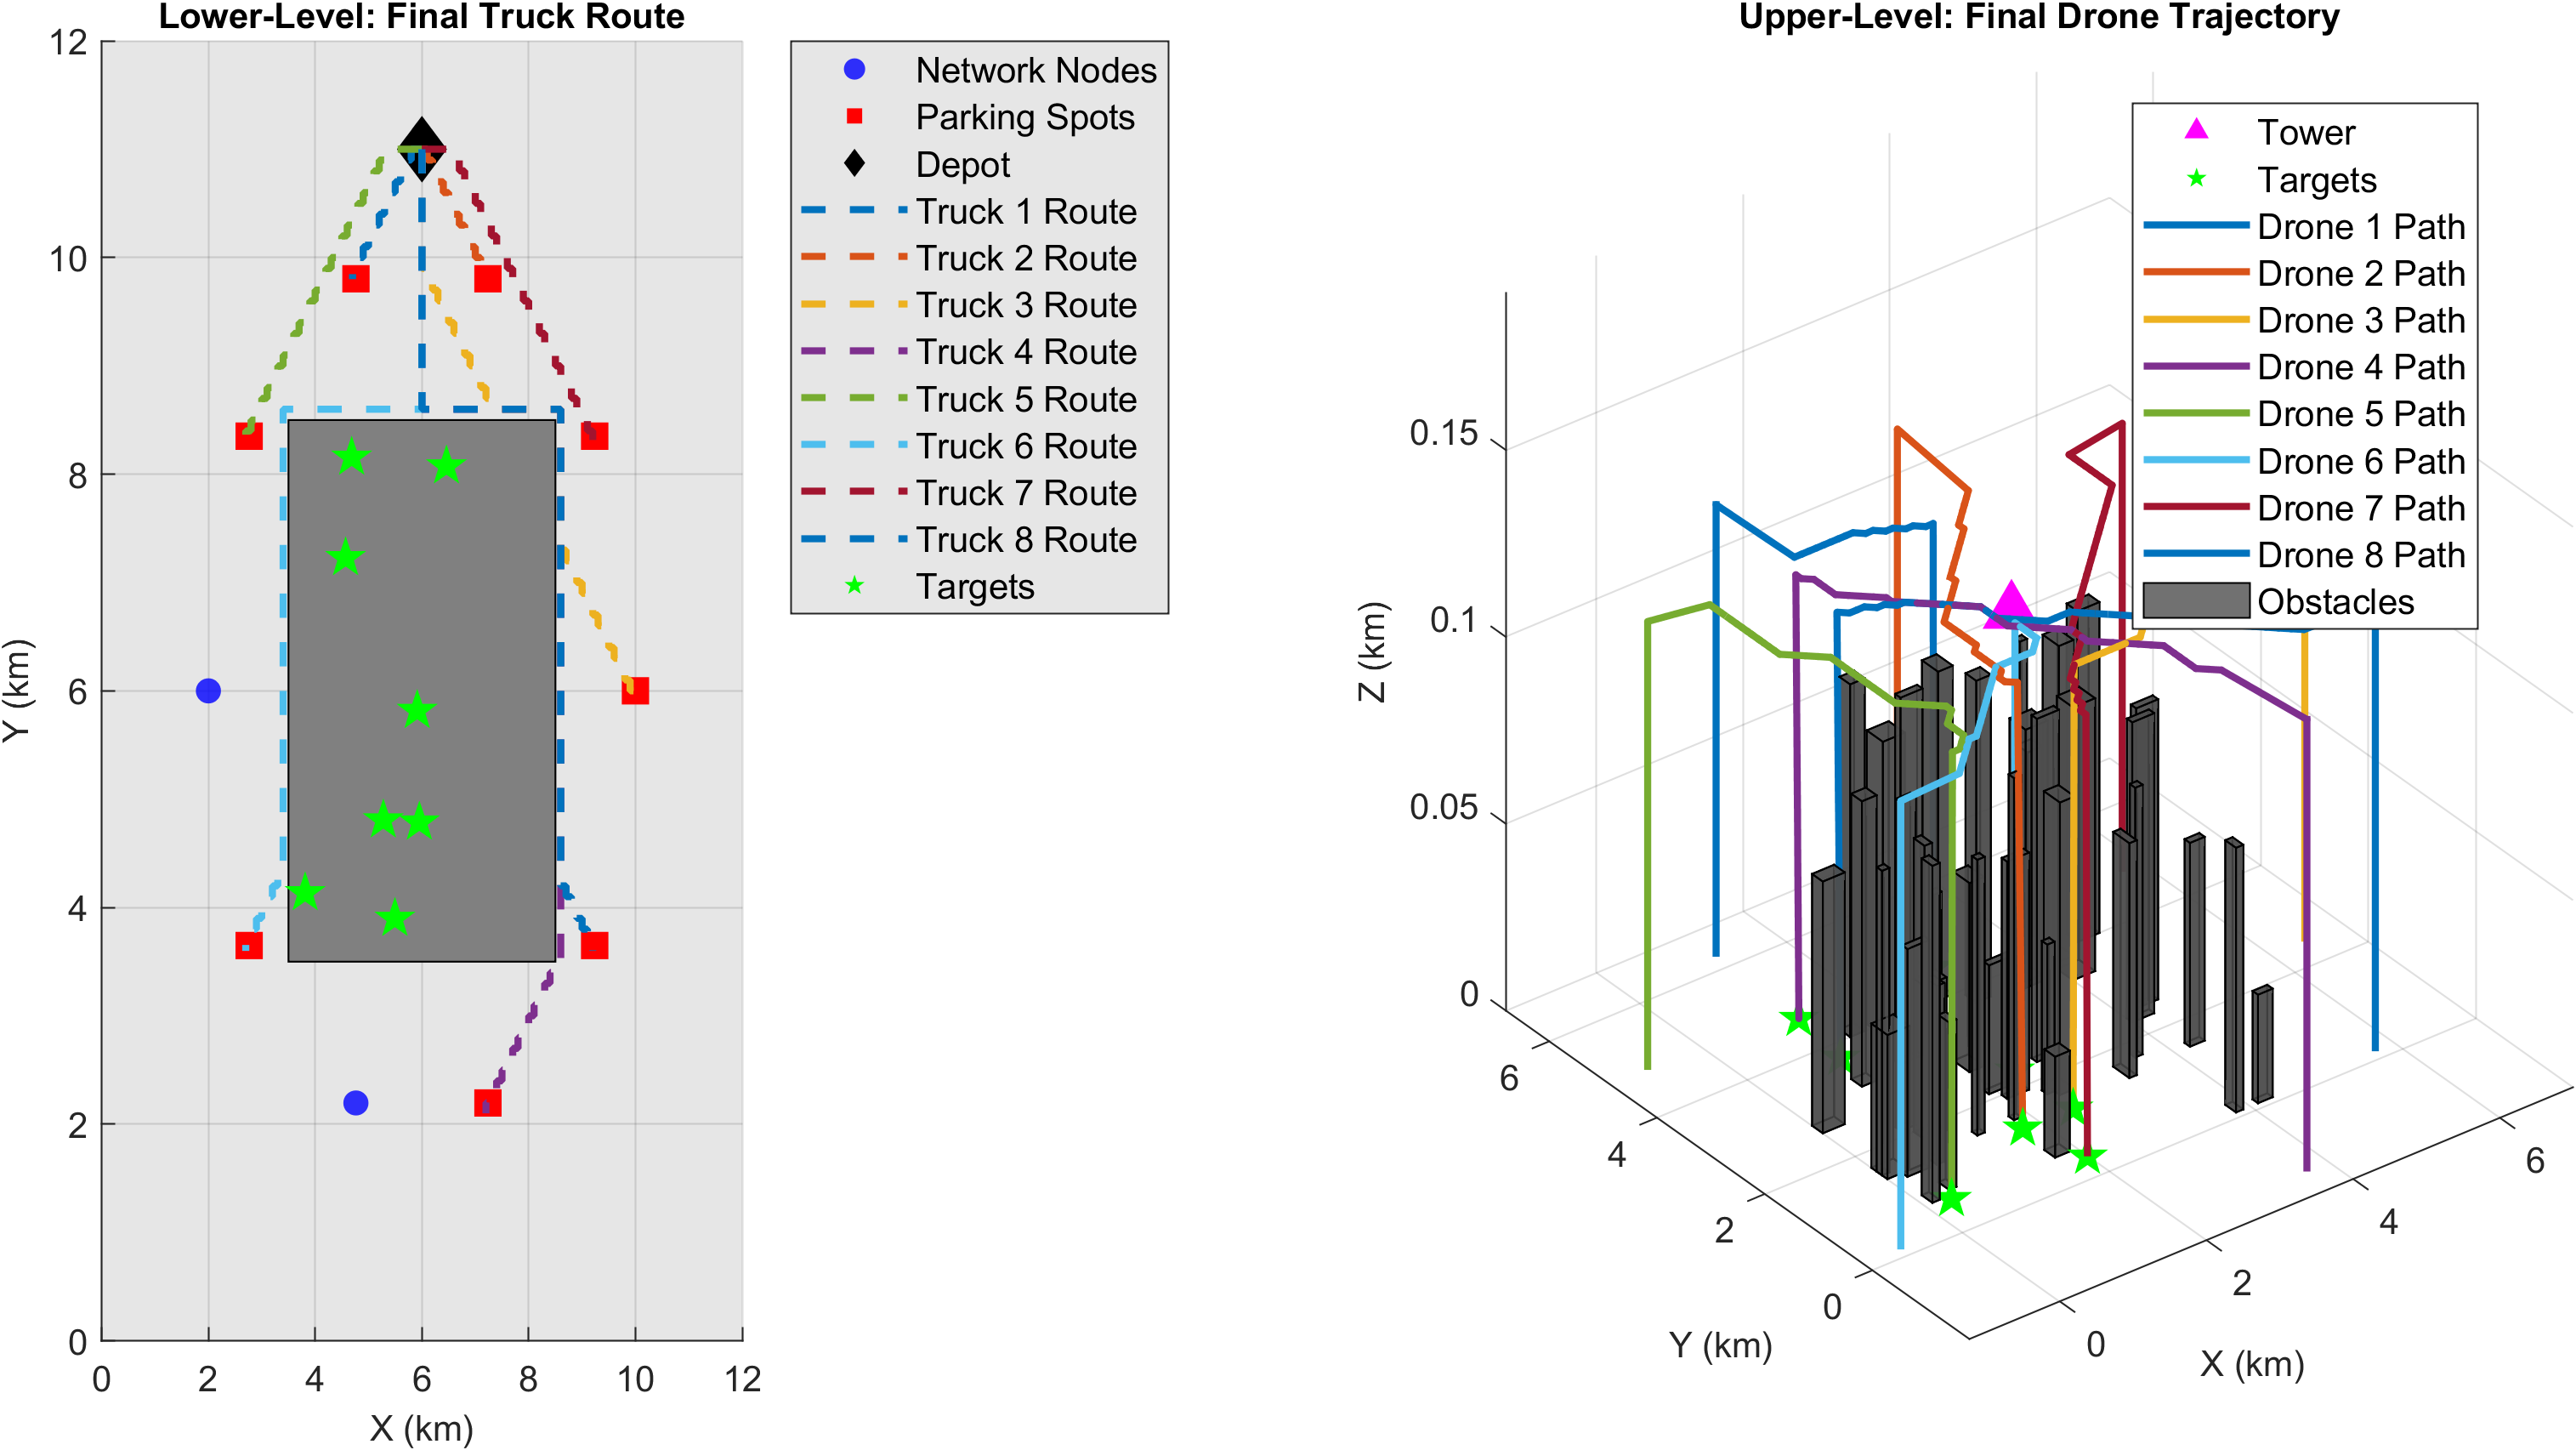 Lower-Level: Final Truck Route
12
10
8
6
4
2
0
0 2 4 6 8 10 12
Y (km)
X (km)
Network Nodes
Parking Spots
Depot
Truck 1 Route
Truck 2 Route
Truck 3 Route
Truck 4 Route
Truck 5 Route
Truck 6 Route
Truck 7 Route
Truck 8 Route
Targets
Upper-Level: Final Drone Trajectory
Tower
Targets
Drone 1 Path
Drone 2 Path
Drone 3 Path
Drone 4 Path
Drone 5 Path
Drone 6 Path
Drone 7 Path
Drone 8 Path
Obstacles
0.15
0.1
0.05
0
Z (km)
6
4
2
0
Y (km)
0
2
4
6
X (km)